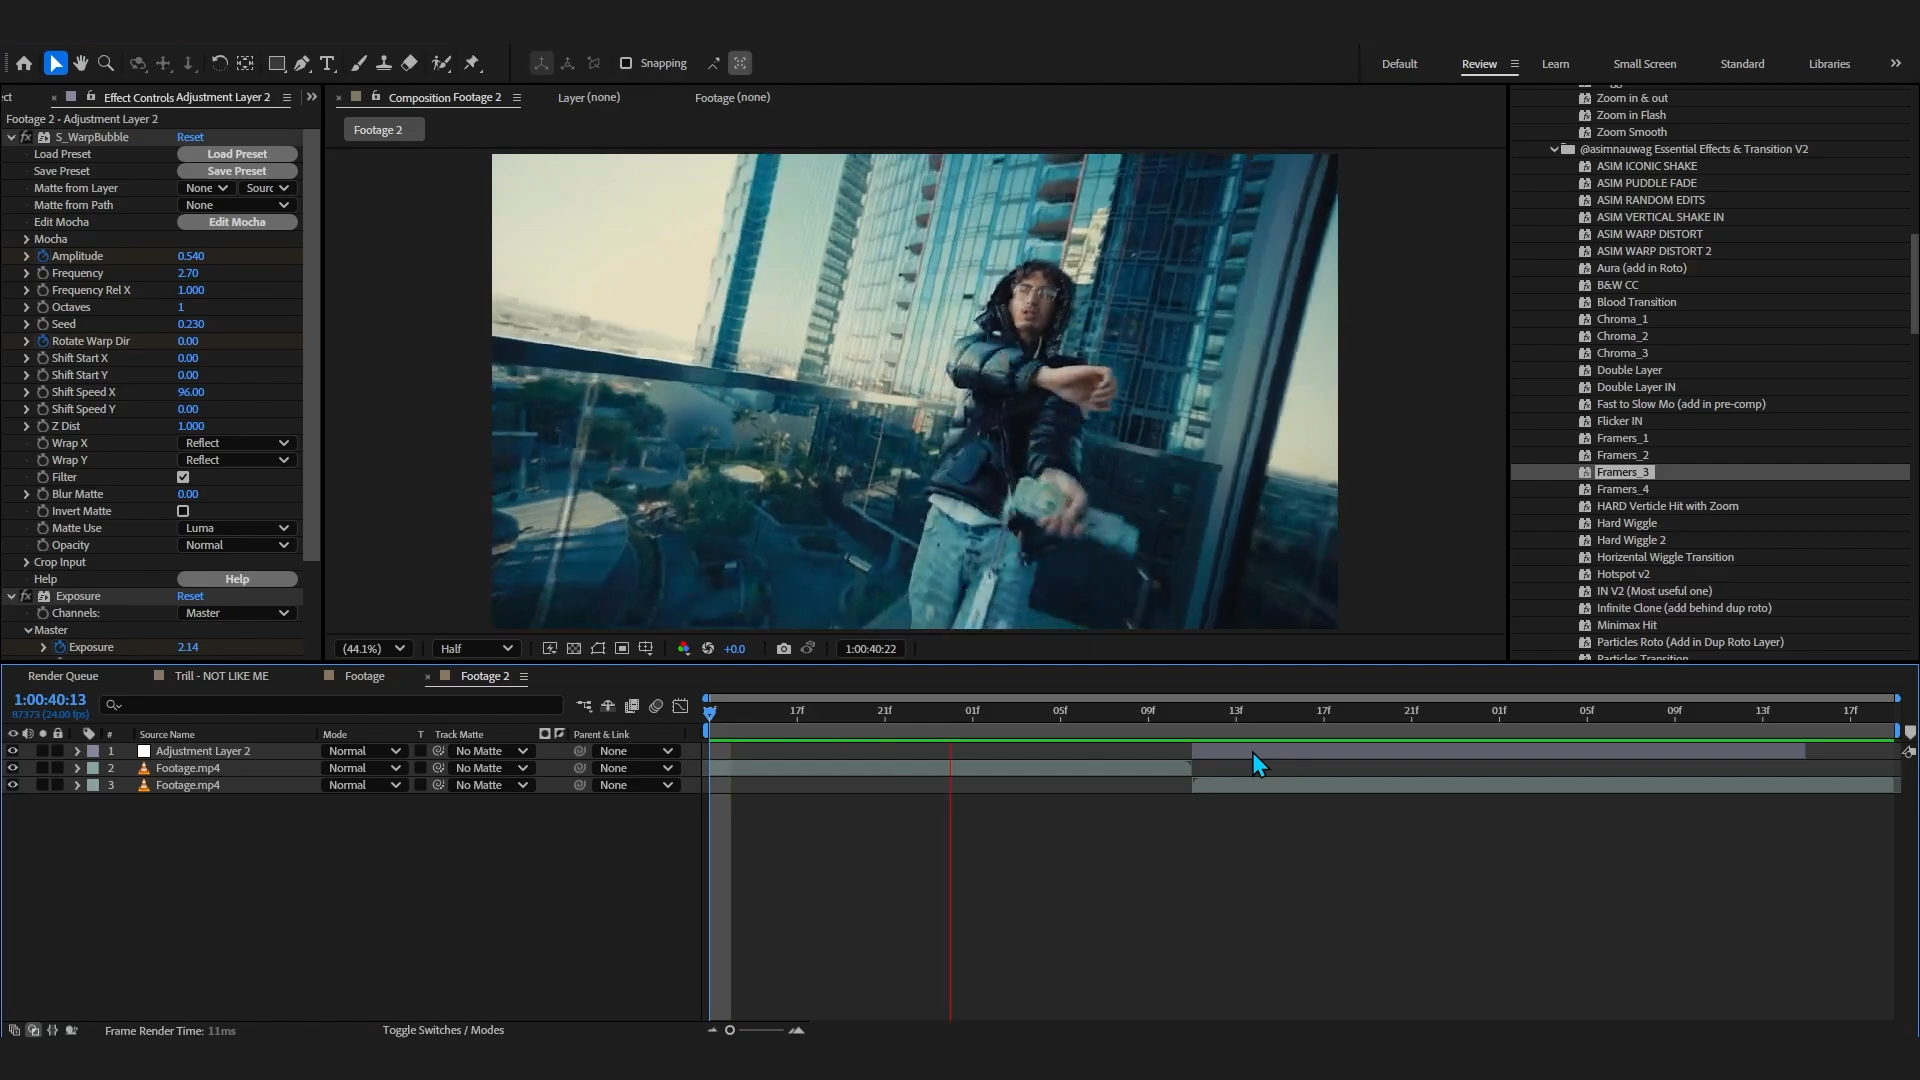 Snapping
Default
Review
Learn
Small Screen
Standard
Libraries
ct
Effect Controls Adjustment Layer 2
Composition Footage 2
Layer (none)
Footage (none)
Footage 2 • Adjustment Layer 2
Footage 2
S_WarpBubble Reset
Load Preset Load Preset
Save Preset Save Preset
Matte from Layer None Sourc
Matte from Path None
Edit Mocha Edit Mocha
Mocha
Amplitude 0.540
Frequency 2.70
Frequency Rel X 1.000
Octaves 1
Seed 0.230
Rotate Warp Dir 0.00
Shift Start X 0.00
Shift Start Y 0.00
Shift Speed X 96.00
Shift Speed Y 0.00
Z Dist 1.000
Wrap X Reflect
Wrap Y Reflect
Filter
Blur Matte 0.00
Invert Matte
Matte Use Luma
Opacity Normal
Crop Input
Help Help
Exposure Reset
Channels: Master
Master
Exposure 2.14
(44.1%) Half +0.0 1:00:40:22
Zoom in & out
Zoom in Flash
Zoom Smooth
@asimnauwag Essential Effects & Transition V2
ASIM ICONIC SHAKE
ASIM PUDDLE FADE
ASIM RANDOM EDITS
ASIM VERTICAL SHAKE IN
ASIM WARP DISTORT
ASIM WARP DISTORT 2
Aura (add in Roto)
B&W CC
Blood Transition
Chroma_1
Chroma_2
Chroma_3
Double Layer
Double Layer IN
Fast to Slow Mo (add in pre-comp)
Flicker IN
Framers_1
Framers_2
Framers_3
Framers_4
HARD Verticle Hit with Zoom
Hard Wiggle
Hard Wiggle 2
Horizental Wiggle Transition
Hotspot v2
IN V2 (Most useful one)
Infinite Clone (add behind dup roto)
Minimax Hit
Particles Roto (Add in Dup Roto Layer)
Particles Transition
Render Queue
Trill - NOT LIKE ME
Footage
Footage 2
1:00:40:13
87373 (24.00 fps)
17f 21f 01f 05f 09f 13f 17f 21f 01f 05f 09f 13f 17f
# Source Name Mode T Track Matte Parent & Link
1 Adjustment Layer 2 Normal No Matte None
2 Footage.mp4 Normal No Matte None
3 Footage.mp4 Normal No Matte None
Frame Render Time: 11ms
Toggle Switches / Modes